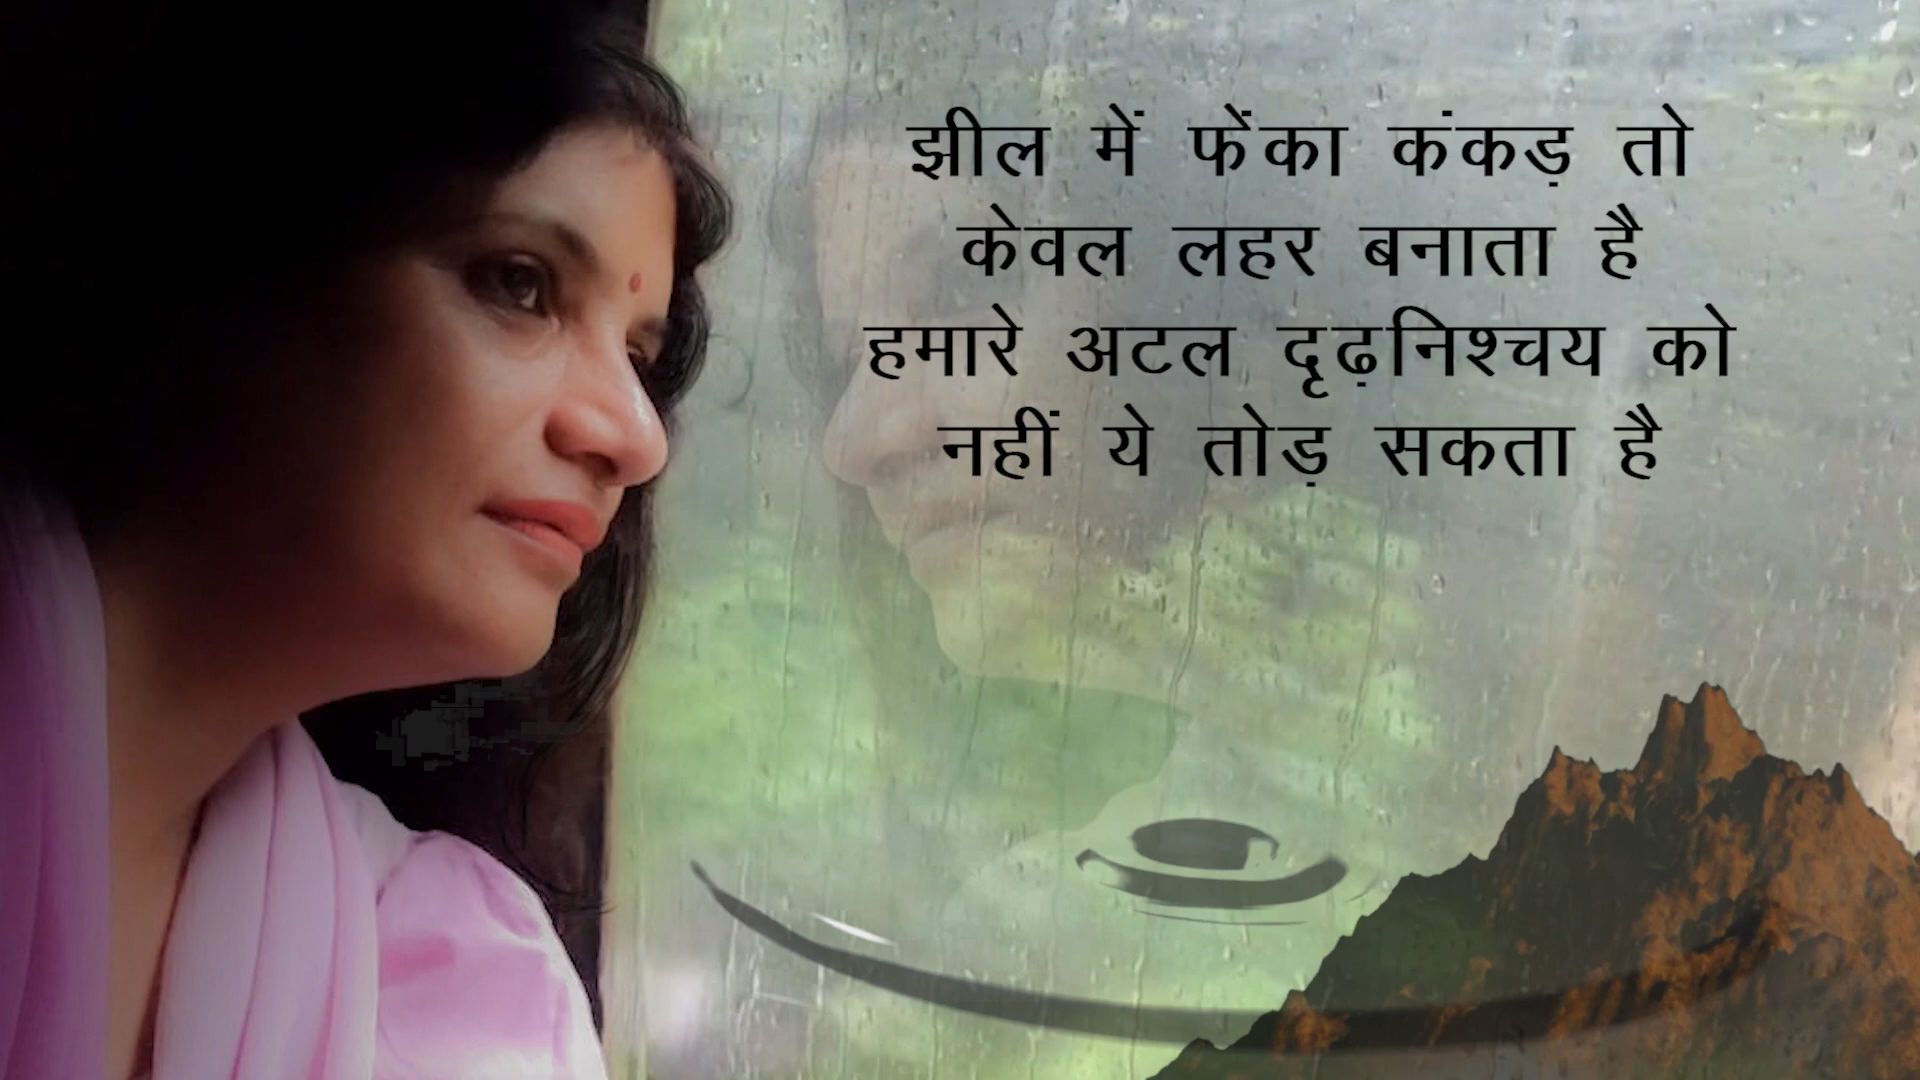 झील में फेंका कंकड़ तो
केवल लहर बनाता है
हमारे अटल दृढ़निश्चय को
नहीं ये तोड़ सकता है